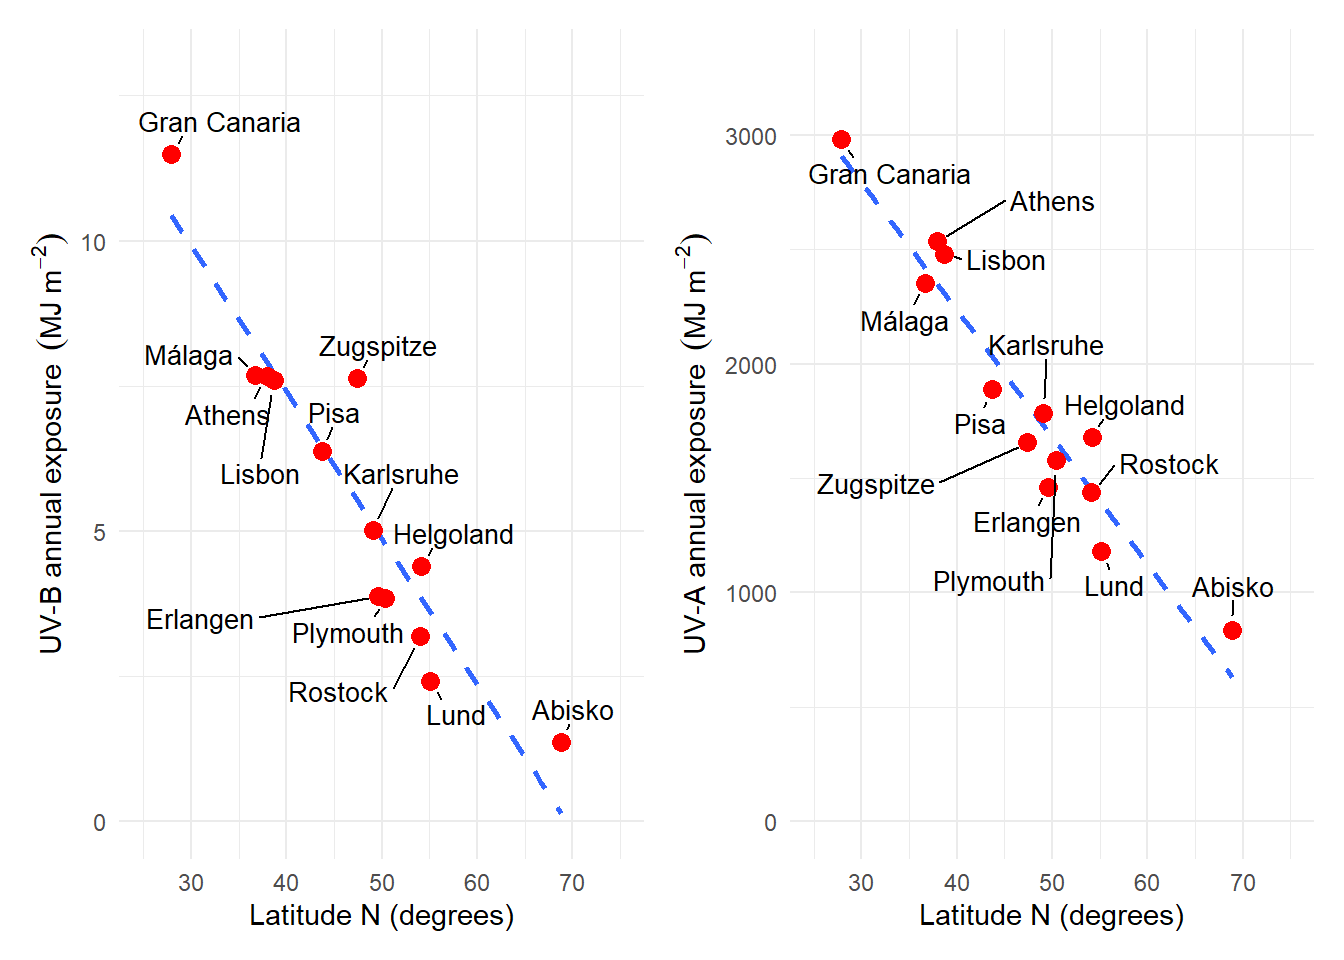 UV-B annual exposure (MJ m⁻²)
10
5
0
Gran Canaria
Málaga
Zugspitze
Athens
Pisa
Lisbon
Karlsruhe
Helgoland
Erlangen
Plymouth
Rostock
Lund
Abisko
30 40 50 60 70
Latitude N (degrees)
UV-A annual exposure (MJ m⁻²)
3000
2000
1000
0
Gran Canaria
Athens
Lisbon
Málaga
Karlsruhe
Helgoland
Pisa
Rostock
Zugspitze
Erlangen
Plymouth
Lund
Abisko
30 40 50 60 70
Latitude N (degrees)